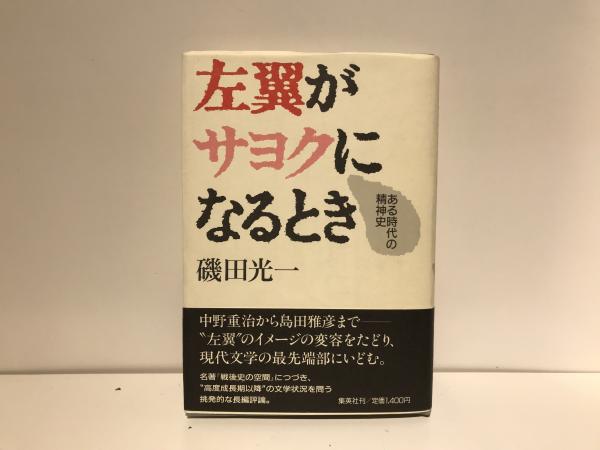 左翼が
サヨクに
なるとき
ある時代の
精神史
磯田光一
中野重治から島田雅彦まで——
〝左翼〟のイメージの変容をたどり、
現代文学の最先端部にいどむ。
名著『戦後史の空間』につづき、
〝高度成長期以降〟の文学状況を問う
挑発的な長編評論。
集英社刊/定価1,400円